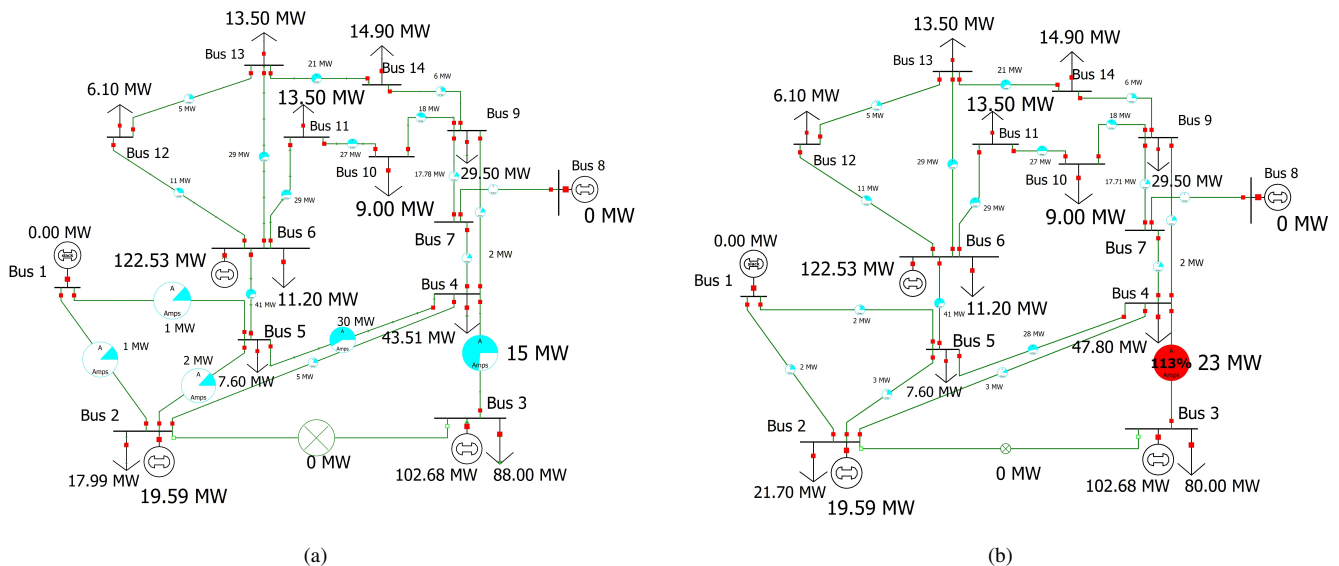 13.50 MW
14.90 MW
Bus 13
21 MW
Bus 14
6 MW
5 MW
6.10 MW
13.50 MW
18 MW
Bus 11
Bus 9
Bus 12
29 MW
27 MW
Bus 10
17.78 MW
29.50 MW
Bus 8
11 MW
29 MW
9.00 MW
0 MW
0.00 MW
slack
Bus 6
Bus 7
122.53 MW
2 MW
Bus 1
11.20 MW
Bus 4
41 MW
A
Amps
1 MW
30 MW
A
Amps
43.51 MW
Bus 5
1 MW
A
Amps
2 MW
A
Amps
5 MW
7.60 MW
A
Amps
15 MW
Bus 2
Bus 3
0 MW
17.99 MW
19.59 MW
102.68 MW
88.00 MW
(a)
13.50 MW
14.90 MW
Bus 13
21 MW
Bus 14
6 MW
5 MW
6.10 MW
13.50 MW
18 MW
Bus 11
Bus 9
Bus 12
29 MW
27 MW
Bus 10
17.71 MW
29.50 MW
Bus 8
11 MW
29 MW
9.00 MW
0 MW
0.00 MW
slack
Bus 6
Bus 7
122.53 MW
2 MW
Bus 1
11.20 MW
Bus 4
41 MW
2 MW
28 MW
47.80 MW
Bus 5
2 MW
3 MW
3 MW
7.60 MW
A
113%
Amps
23 MW
Bus 2
Bus 3
0 MW
21.70 MW
19.59 MW
102.68 MW
80.00 MW
(b)